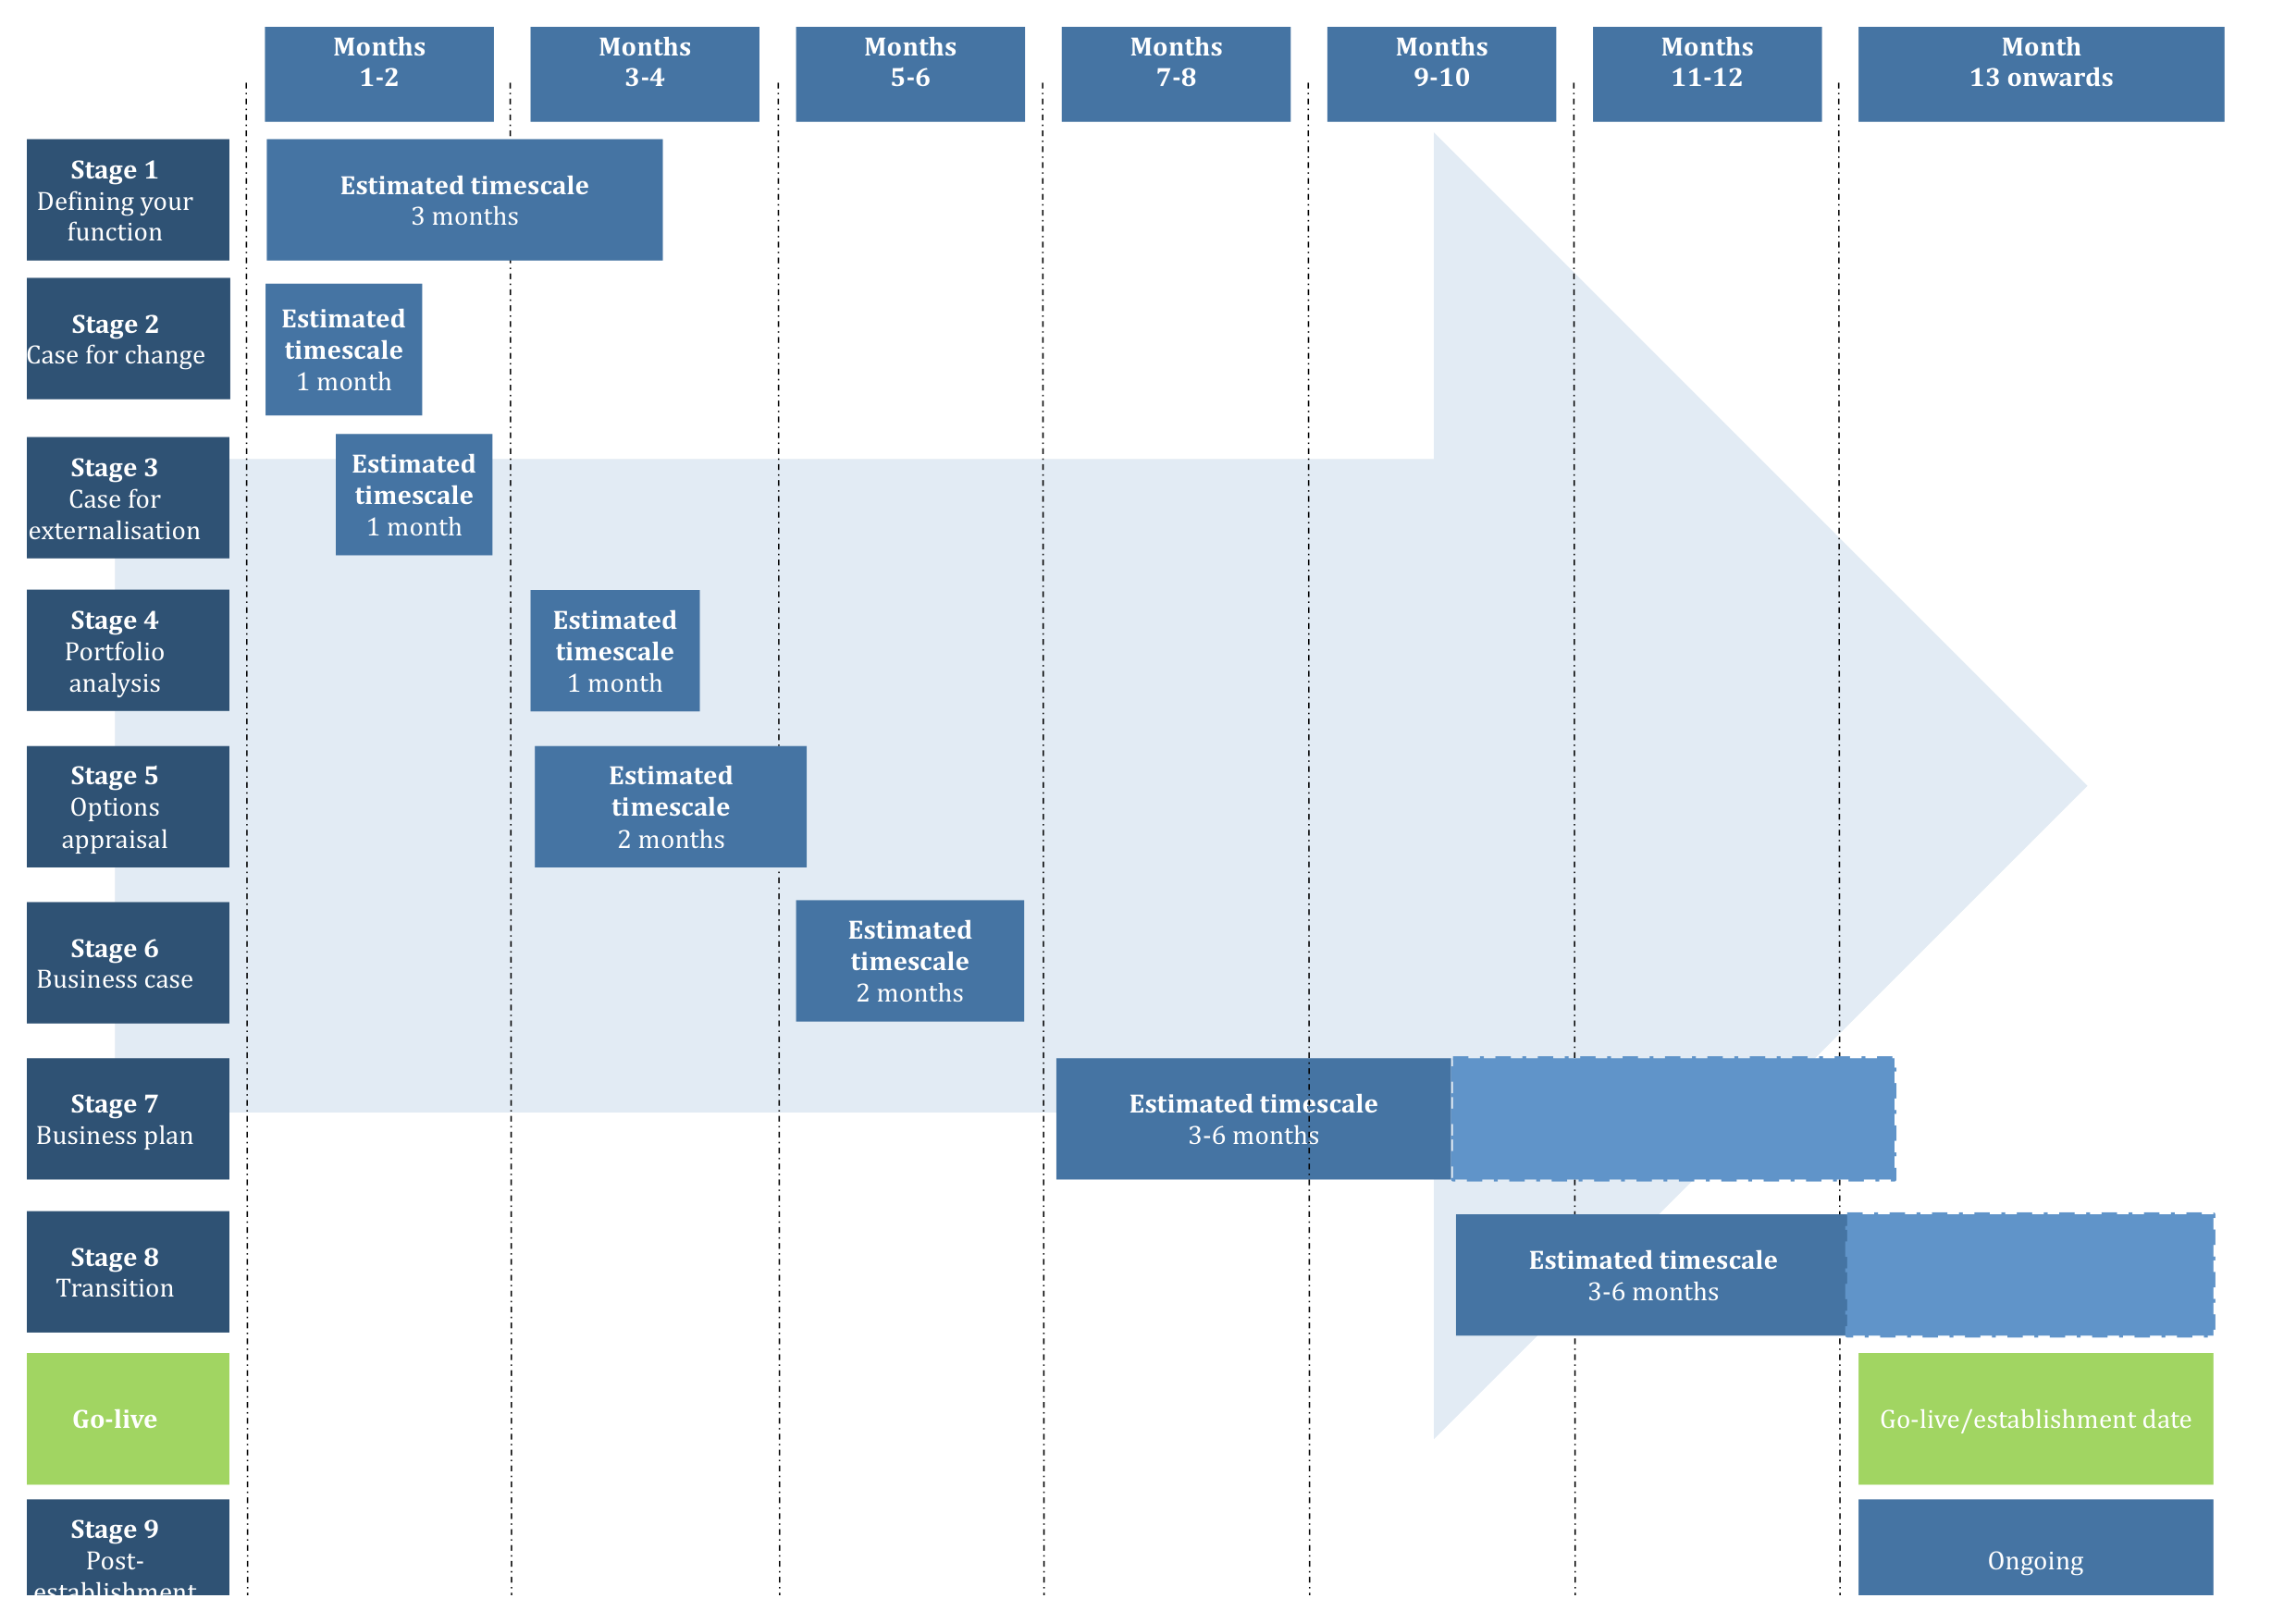 Months
1-2
Months
3-4
Months
5-6
Months
7-8
Months
9-10
Months
11-12
Month
13 onwards
Stage 1
Defining your
function
Estimated timescale
3 months
Stage 2
Case for change
Estimated
timescale
1 month
Stage 3
Case for
externalisation
Estimated
timescale
1 month
Stage 4
Portfolio
analysis
Estimated
timescale
1 month
Stage 5
Options
appraisal
Estimated
timescale
2 months
Stage 6
Business case
Estimated
timescale
2 months
Stage 7
Business plan
Estimated timescale
3-6 months
Stage 8
Transition
Estimated timescale
3-6 months
Go-live
Go-live/establishment date
Stage 9
Post-
establishment
Ongoing